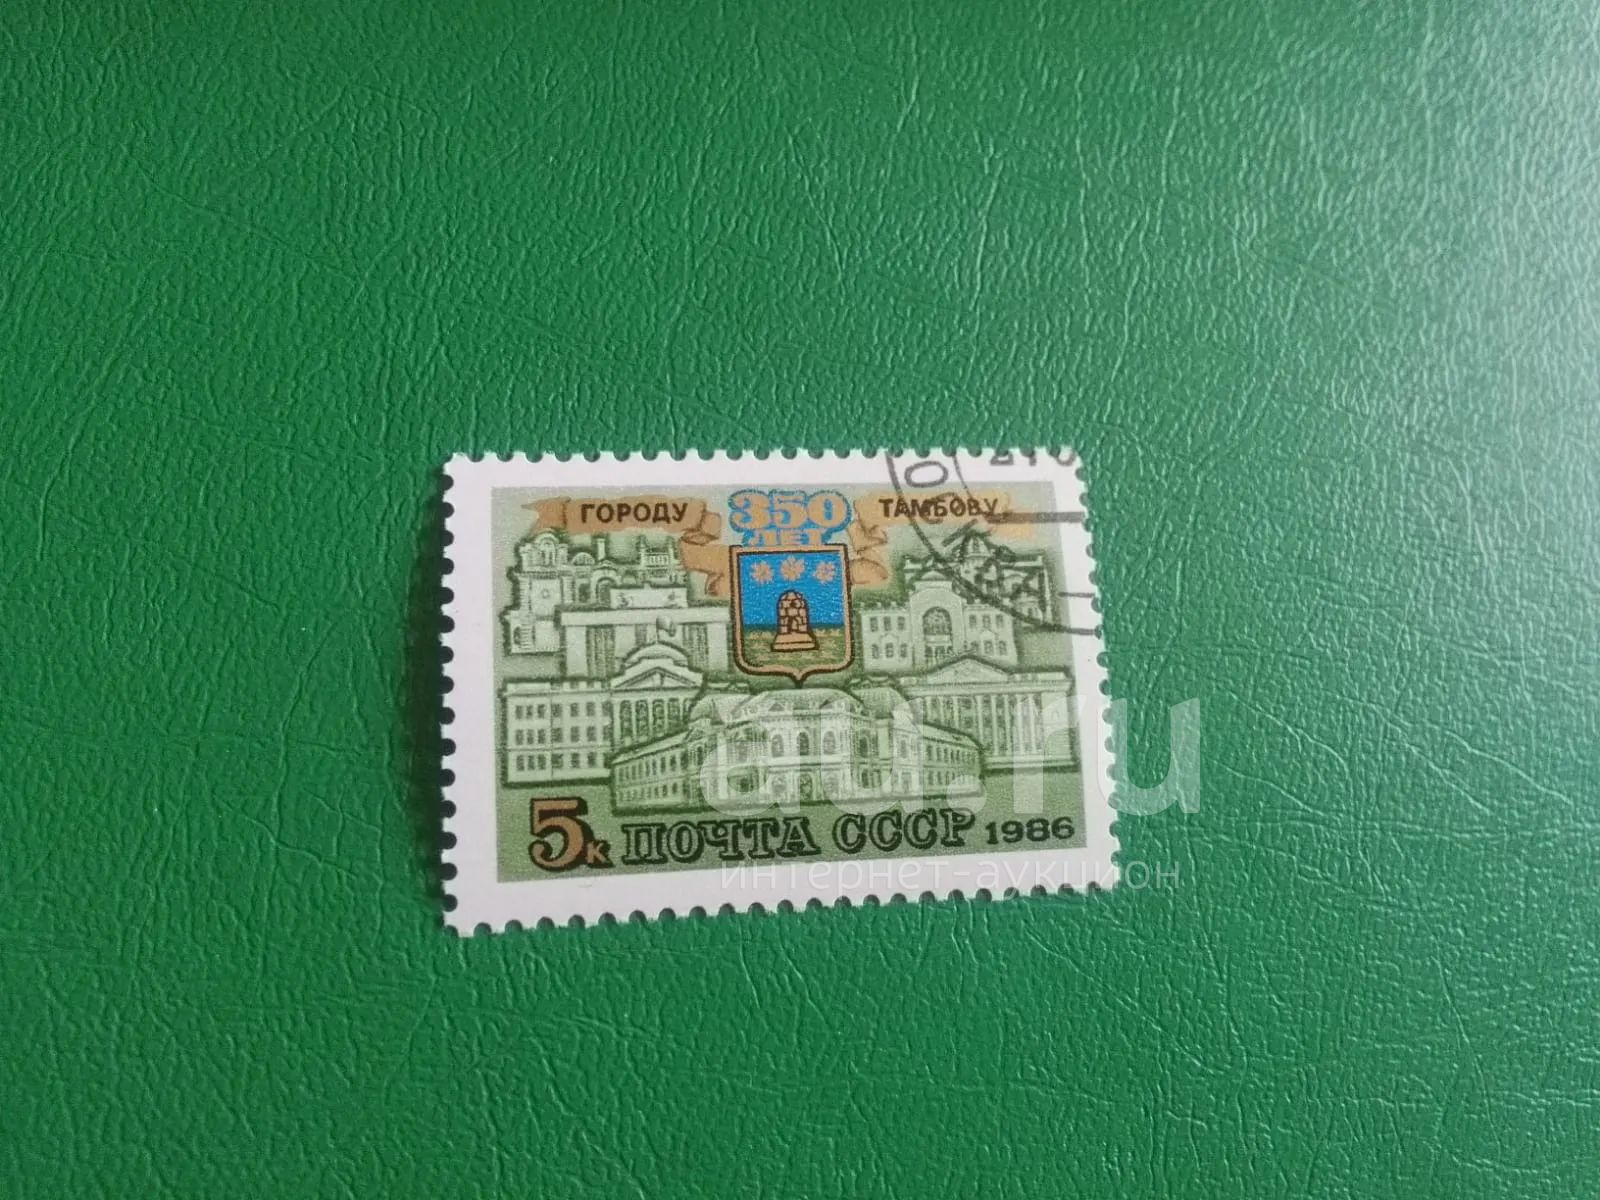 ГОРОДУ 350 ТАМБОВУ
ЛЕТ
5к ПОЧТА СССР 1986
au.ru
интернет-аукцион